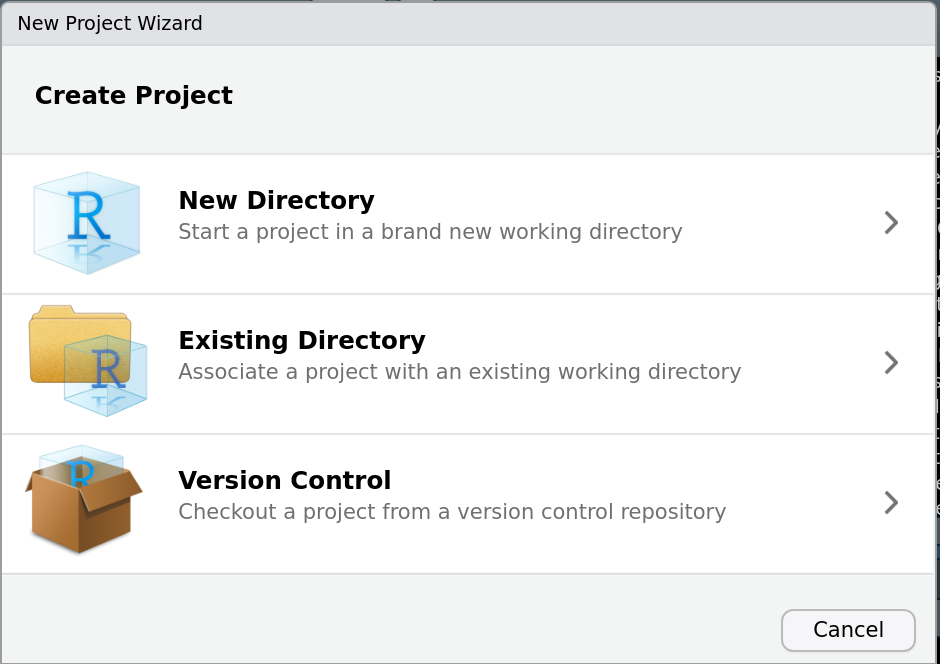 New Project Wizard
Create Project
R
New Directory
Start a project in a brand new working directory
R
Existing Directory
Associate a project with an existing working directory
R
Version Control
Checkout a project from a version control repository
Cancel